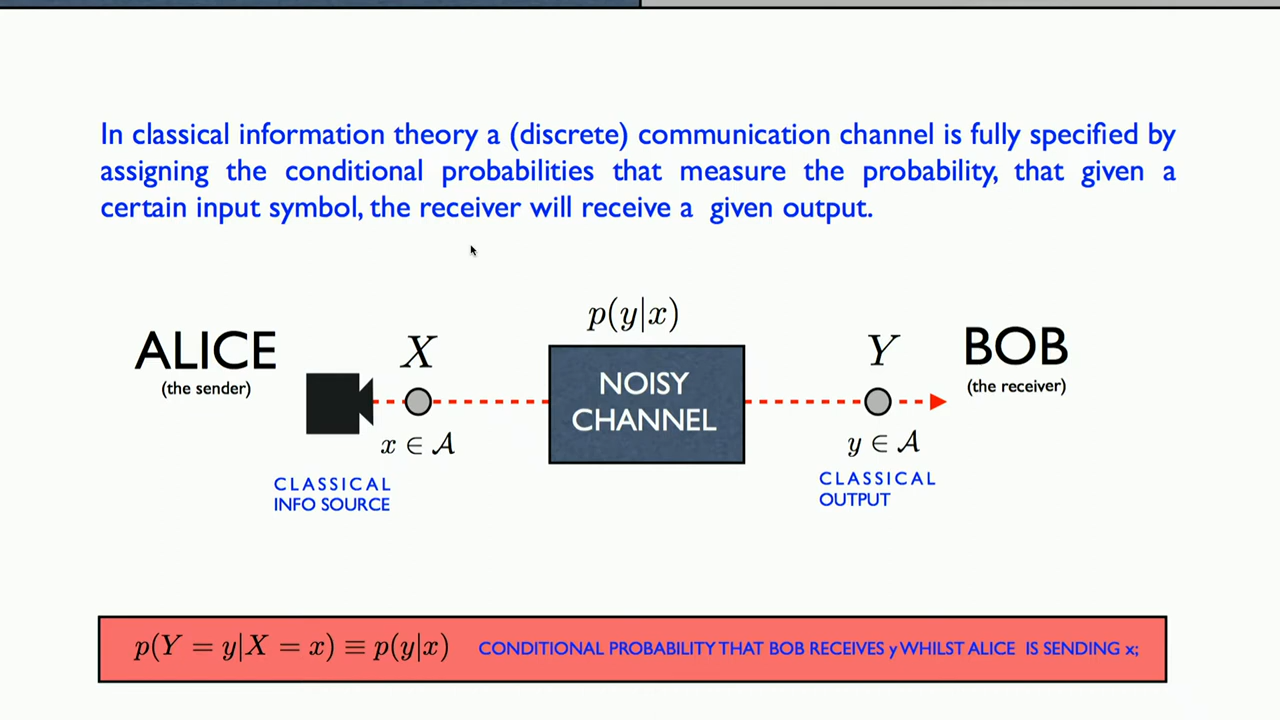 In classical information theory a (discrete) communication channel is fully specified by
assigning the conditional probabilities that measure the probability, that given a
certain input symbol, the receiver will receive a given output.
p(y|x)
ALICE
(the sender)
X
NOISY
CHANNEL
Y
BOB
(the receiver)
x ∈ 𝒜
y ∈ 𝒜
CLASSICAL
INFO SOURCE
CLASSICAL
OUTPUT
p(Y = y|X = x) ≡ p(y|x) CONDITIONAL PROBABILITY THAT BOB RECEIVES y WHILST ALICE IS SENDING x;